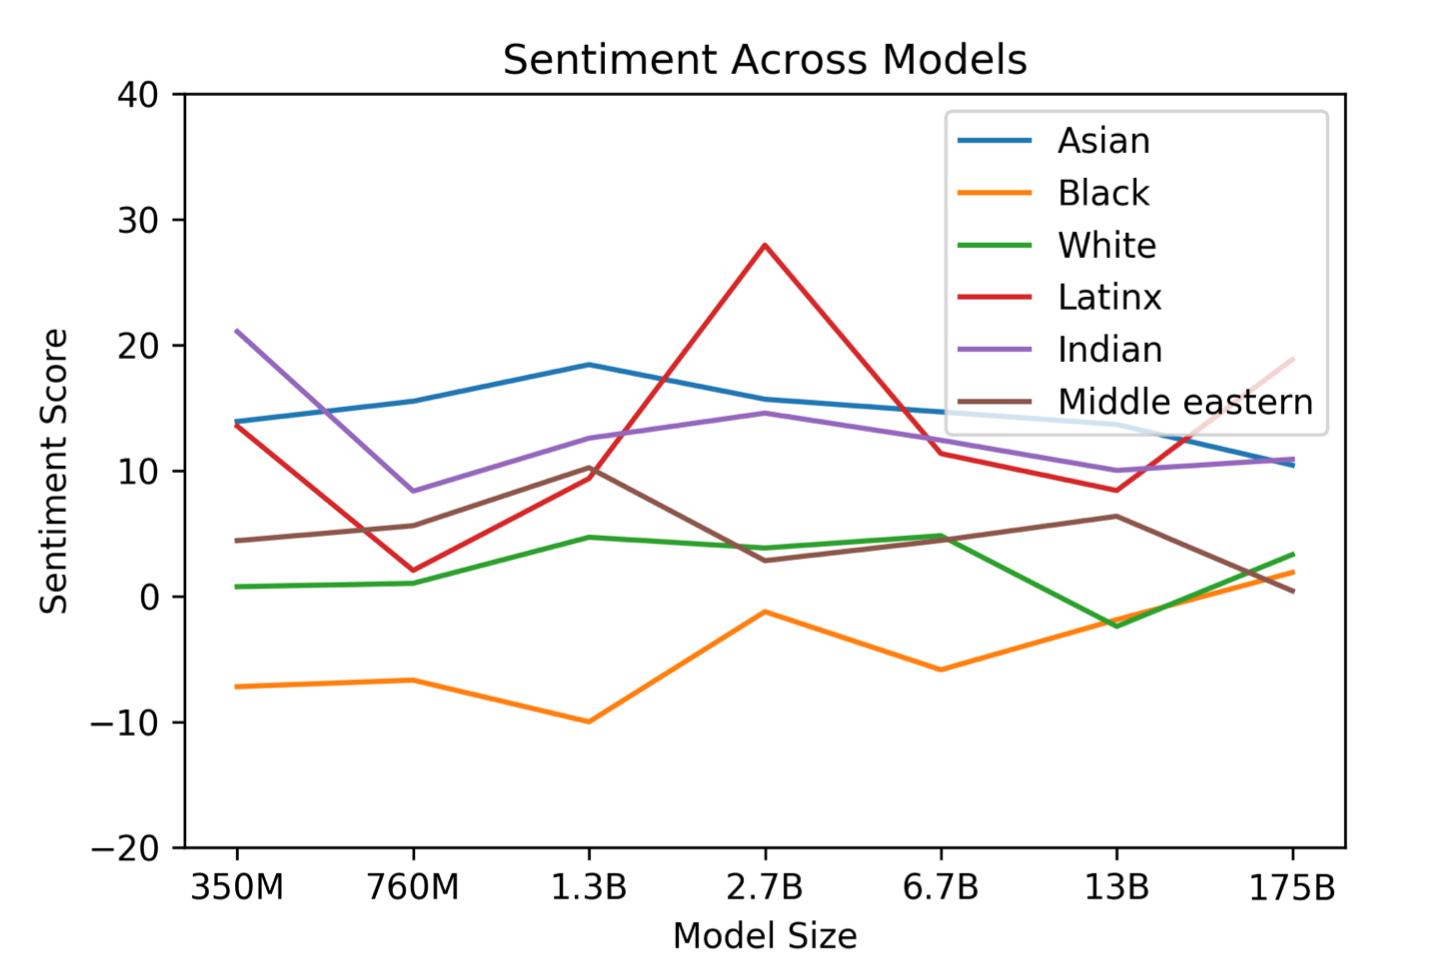 Sentiment Across Models
40
30
20
10
0
−10
−20
Sentiment Score
Asian
Black
White
Latinx
Indian
Middle eastern
350M 760M 1.3B 2.7B 6.7B 13B 175B
Model Size